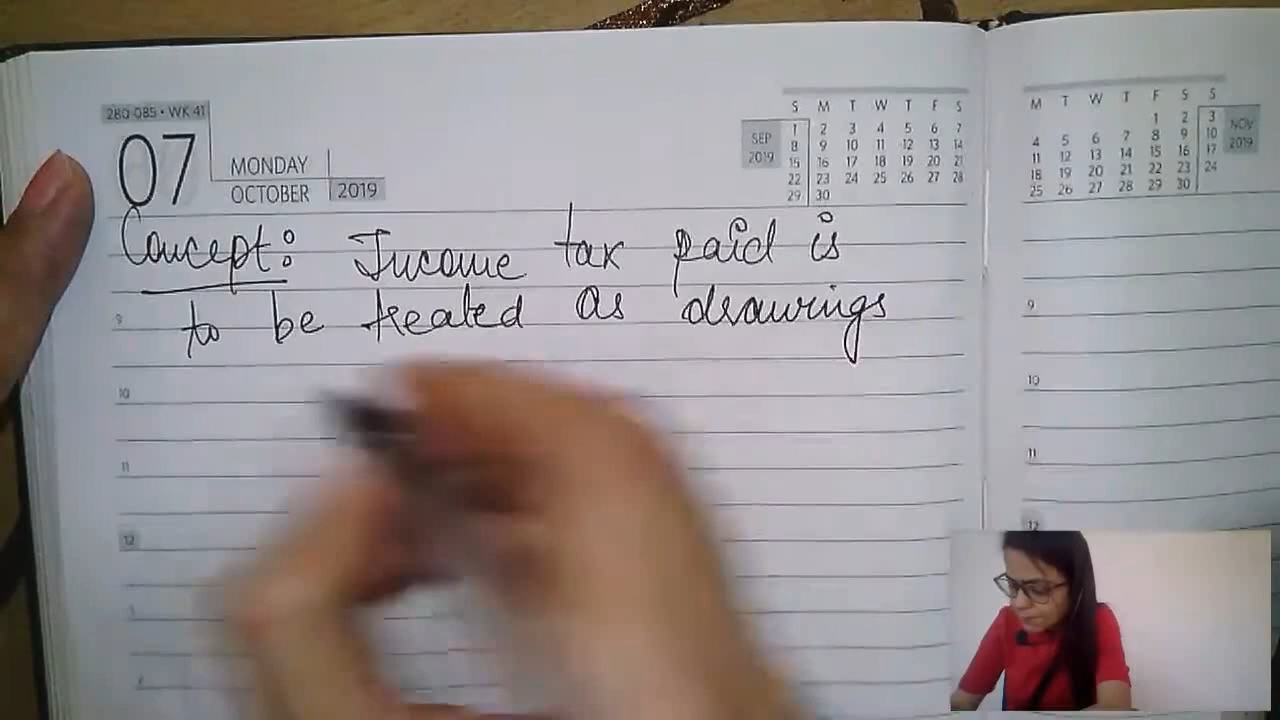 280-085 • WK 41
07
MONDAY
OCTOBER 2019
SEP 2019
S M T W T F S
1 2 3 4 5 6 7
8 9 10 11 12 13 14
15 16 17 18 19 20 21
22 23 24 25 26 27 28
29 30
M T W T F S S
1 2 3
4 5 6 7 8 9 10
11 12 13 14 15 16 17
18 19 20 21 22 23 24
25 26 27 28 29 30
NOV 2019
Concept: Income tax paid is
to be treated as drawings
9
10
11
12
9
10
11
12